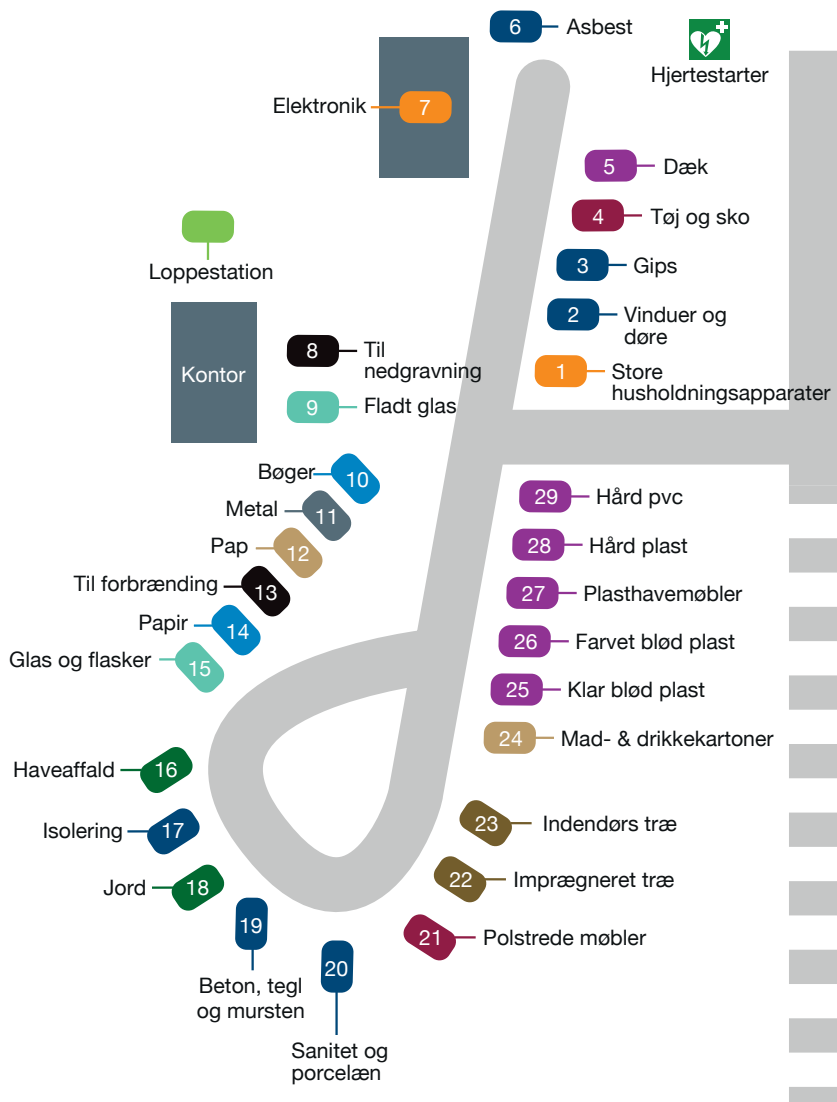 6 Asbest
Hjertestarter
Elektronik 7
5 Dæk
4 Tøj og sko
Loppestation
3 Gips
2 Vinduer og
døre
Kontor
8 Til
nedgravning
1 Store
husholdningsapparater
9 Fladt glas
Bøger 10
Metal 11
Pap 12
Til forbrænding 13
Papir 14
Glas og flasker 15
29 Hård pvc
28 Hård plast
27 Plasthavemøbler
26 Farvet blød plast
25 Klar blød plast
24 Mad- & drikkekartoner
Haveaffald 16
Isolering 17
Jord 18
19
Beton, tegl
og mursten
20
Sanitet og
porcelæn
23 Indendørs træ
22 Imprægneret træ
21 Polstrede møbler